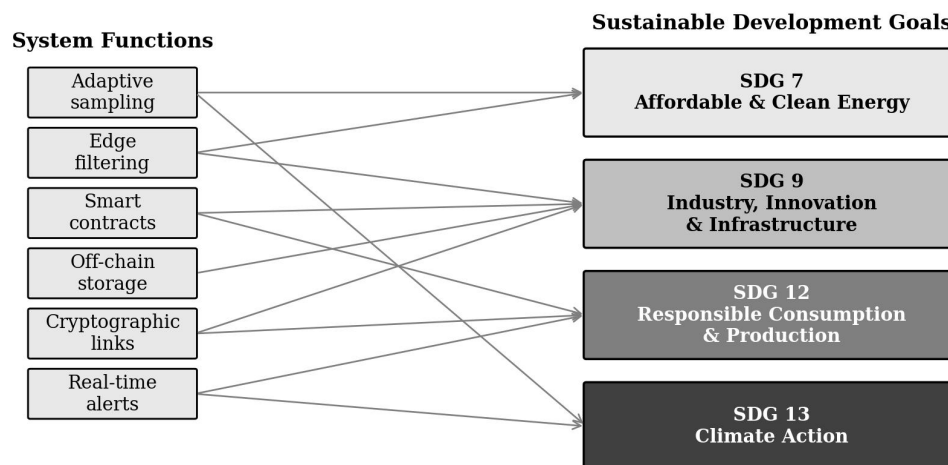 System Functions
Adaptive
sampling
Edge
filtering
Smart
contracts
Off-chain
storage
Cryptographic
links
Real-time
alerts
Sustainable Development Goals
SDG 7
Affordable & Clean Energy
SDG 9
Industry, Innovation
& Infrastructure
SDG 12
Responsible Consumption
& Production
SDG 13
Climate Action